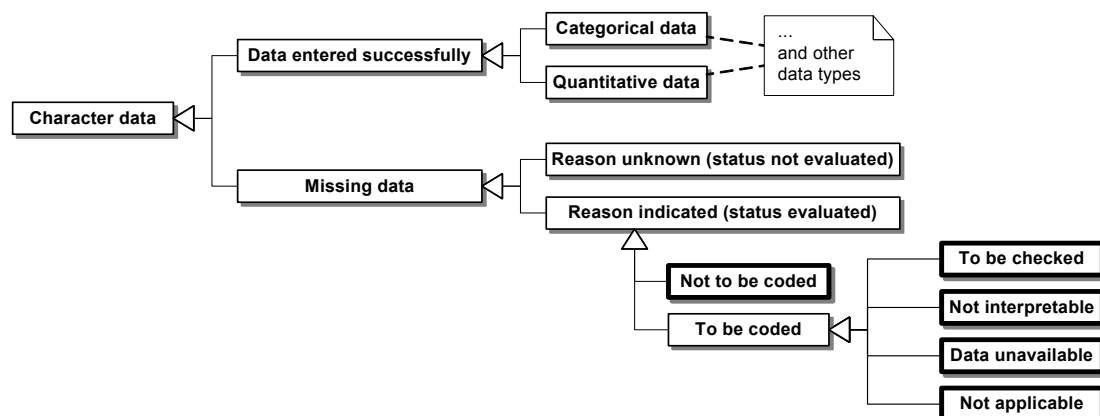 Categorical data
...
and other
data types
Data entered successfully
Quantitative data
Character data
Reason unknown (status not evaluated)
Missing data
Reason indicated (status evaluated)
To be checked
Not to be coded
Not interpretable
To be coded
Data unavailable
Not applicable